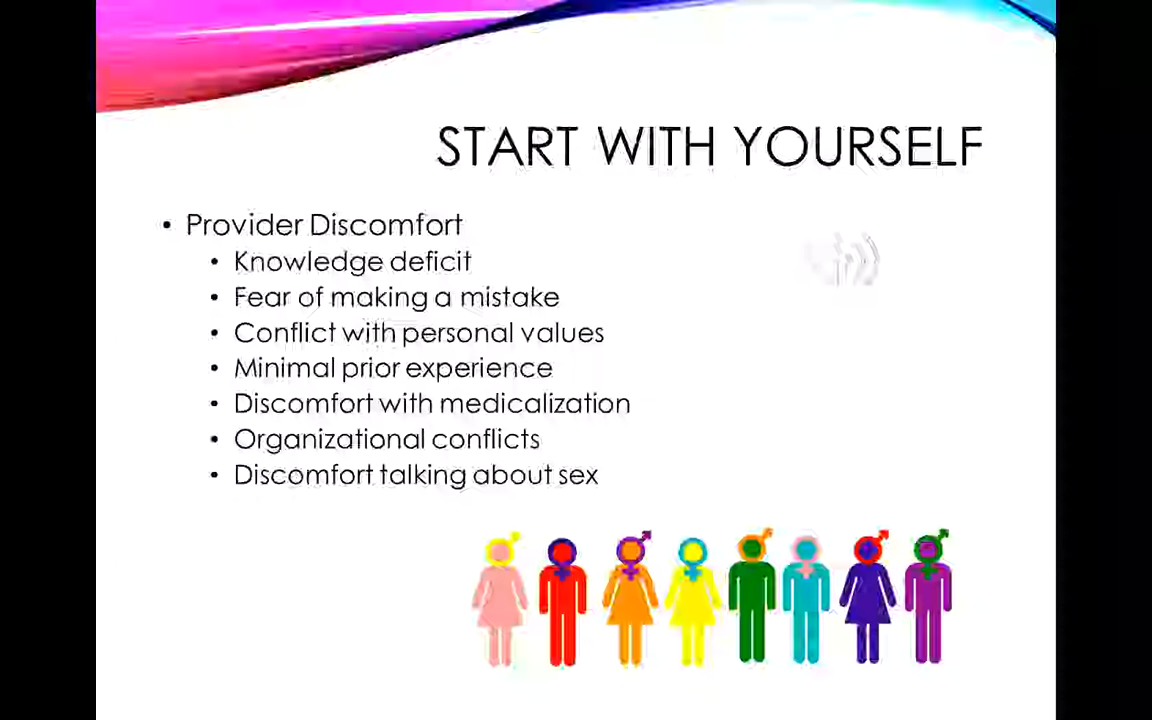 START WITH YOURSELF
• Provider Discomfort
• Knowledge deficit
• Fear of making a mistake
• Conflict with personal values
• Minimal prior experience
• Discomfort with medicalization
• Organizational conflicts
• Discomfort talking about sex